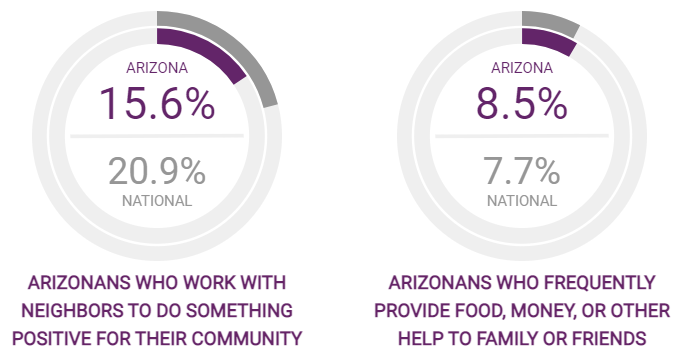 ARIZONA
15.6%
20.9%
NATIONAL
ARIZONANS WHO WORK WITH
NEIGHBORS TO DO SOMETHING
POSITIVE FOR THEIR COMMUNITY
ARIZONA
8.5%
7.7%
NATIONAL
ARIZONANS WHO FREQUENTLY
PROVIDE FOOD, MONEY, OR OTHER
HELP TO FAMILY OR FRIENDS